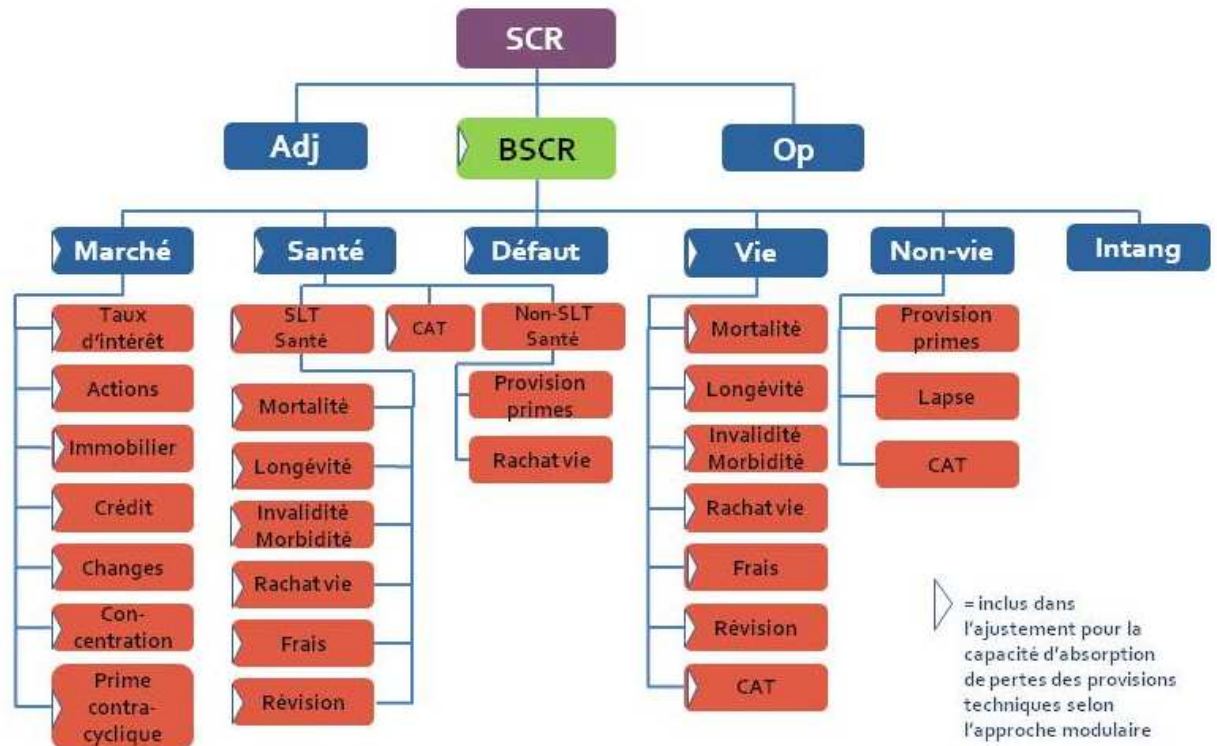 SCR
Adj
BSCR
Op
Marché
Santé
Défaut
Vie
Non-vie
Intang
Taux
d'intérêt
Actions
Immobilier
Crédit
Changes
Con-
centration
Prime
contra-
cyclique
SLT
Santé
CAT
Non-SLT
Santé
Mortalité
Longévité
Invalidité
Morbidité
Rachat vie
Frais
Révision
Provision
primes
Rachat vie
Mortalité
Longévité
Invalidité
Morbidité
Rachat vie
Frais
Révision
CAT
Provision
primes
Lapse
CAT
= inclus dans
l'ajustement pour la
capacité d'absorption
de pertes des provisions
techniques selon
l'approche modulaire